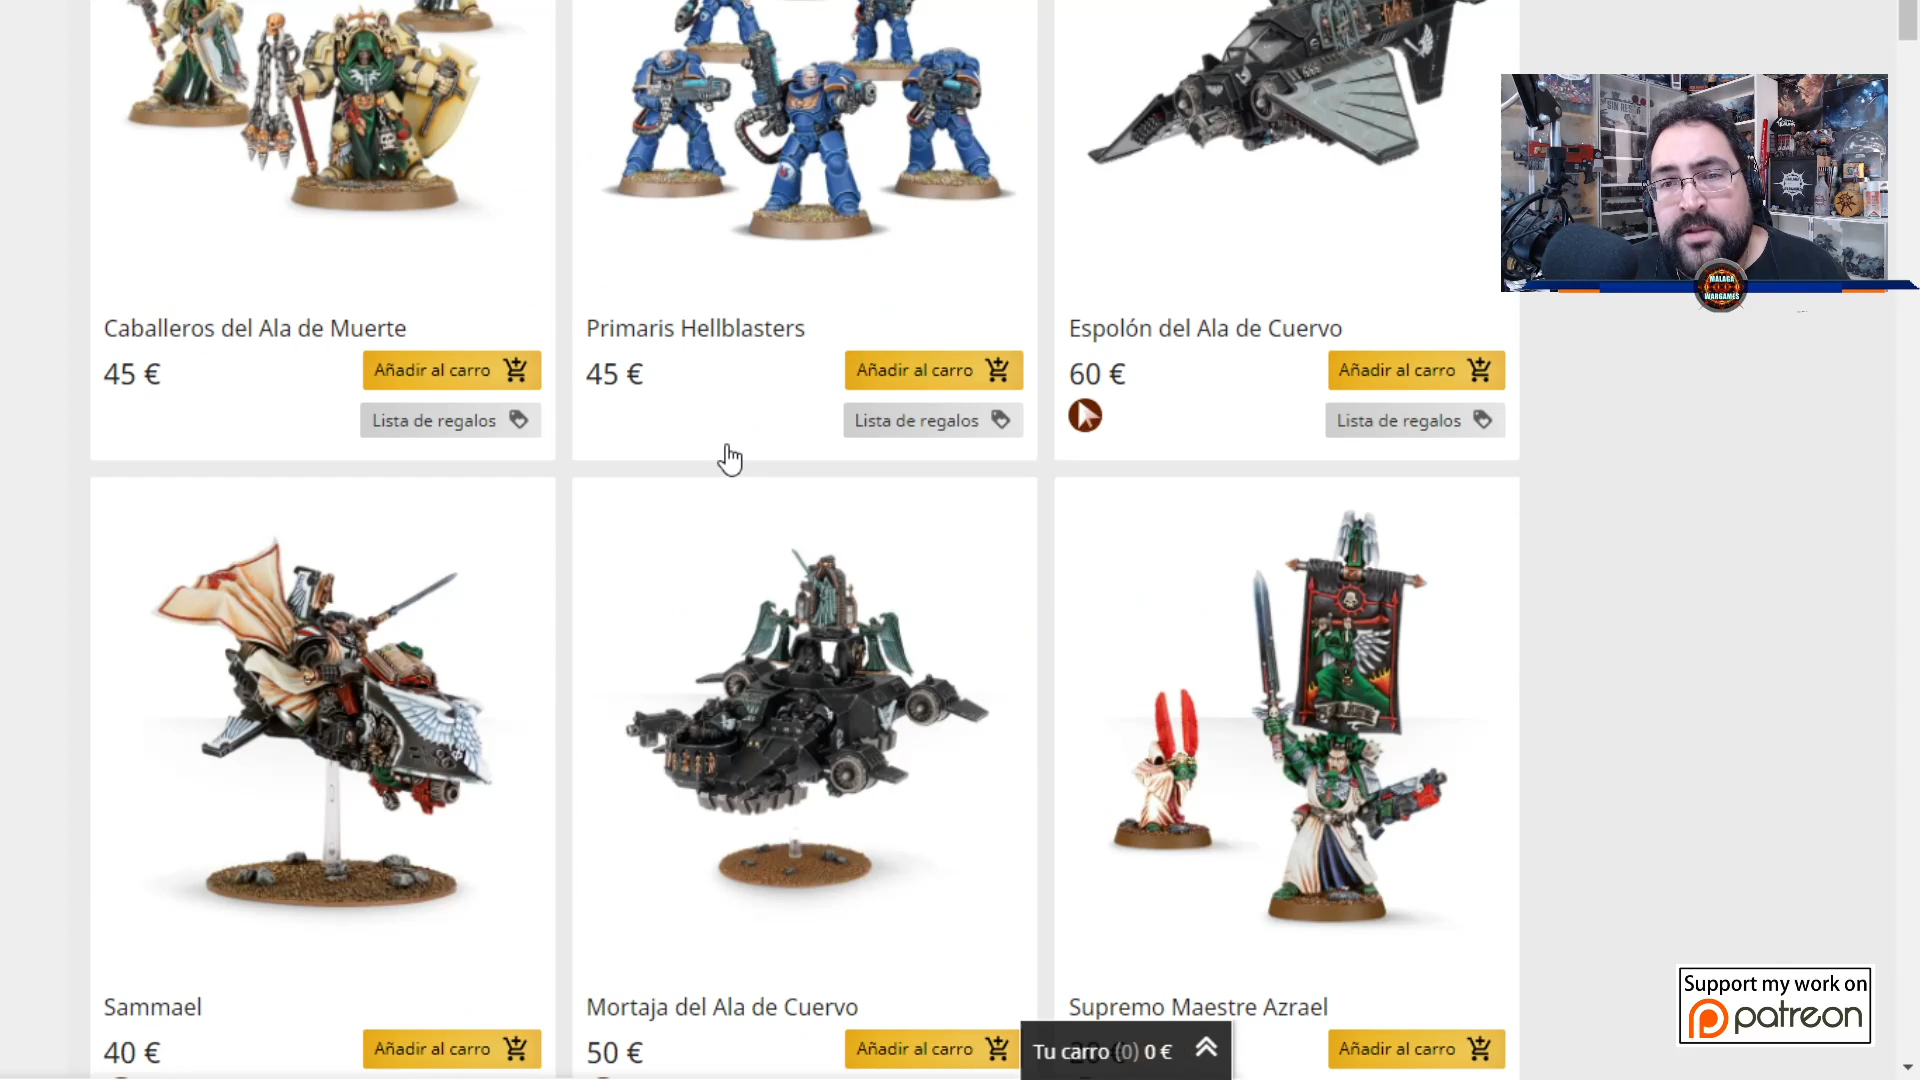 Caballeros del Ala de Muerte
45 €
Añadir al carro
Lista de regalos
Primaris Hellblasters
45 €
Añadir al carro
Lista de regalos
Espolón del Ala de Cuervo
60 €
Añadir al carro
Lista de regalos
MALAGA
WARGAMES
Sammael
40 €
Añadir al carro
Mortaja del Ala de Cuervo
50 €
Añadir al carro
Supremo Maestre Azrael
Añadir al carro
Tu carro (0) 0 €
Support my work on
patreon